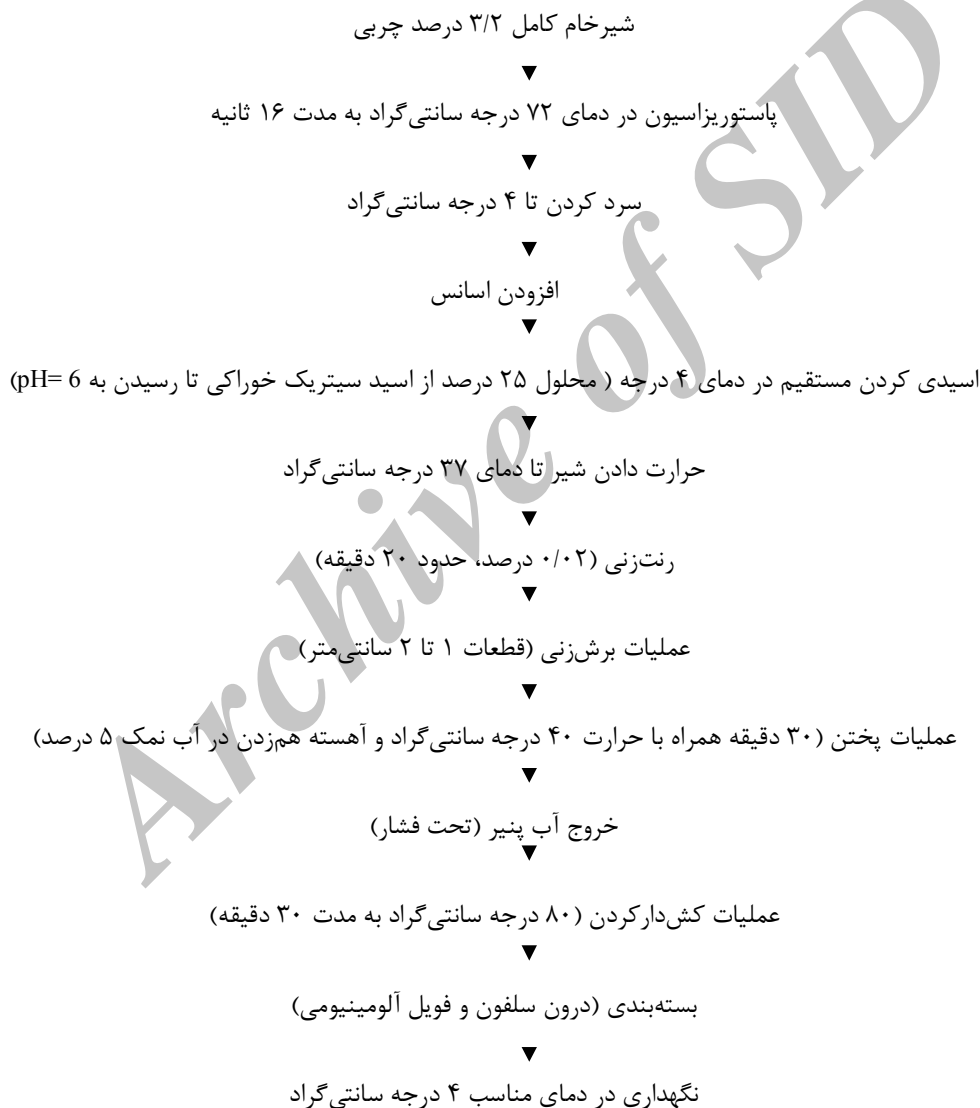 شیرخام کامل ۳/۲ درصد چربی
پاستوریزاسیون در دمای ۷۲ درجه سانتی‌گراد به مدت ۱۶ ثانیه
سرد کردن تا ۴ درجه سانتی‌گراد
افزودن اسانس
اسیدی کردن مستقیم در دمای ۴ درجه ( محلول ۲۵ درصد از اسید سیتریک خوراکی تا رسیدن به pH= 6)
حرارت دادن شیر تا دمای ۳۷ درجه سانتی‌گراد
رنت‌زنی (۰/۰۲ درصد، حدود ۲۰ دقیقه)
عملیات برش‌زنی (قطعات ۱ تا ۲ سانتی‌متر)
عملیات پختن (۳۰ دقیقه همراه با حرارت ۴۰ درجه سانتی‌گراد و آهسته هم‌زدن در آب نمک ۵ درصد)
خروج آب پنیر (تحت فشار)
عملیات کش‌دارکردن (۸۰ درجه سانتی‌گراد به مدت ۳۰ دقیقه)
بسته‌بندی (درون سلفون و فویل آلومینیومی)
نگهداری در دمای مناسب ۴ درجه سانتی‌گراد
Archive of SID